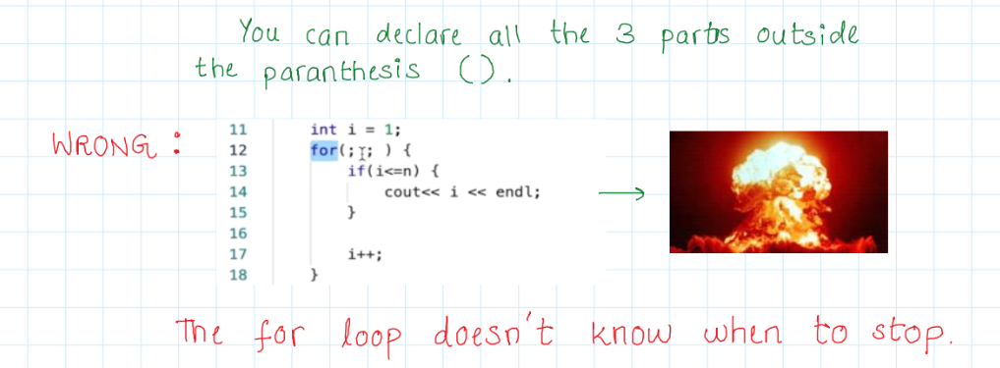 You can declare all the 3 parts outside
the paranthesis ().
WRONG :
11 int i = 1;
12 for(;; ) {
13 if(i<=n) {
14 cout<< i << endl;
15 }
16
17 i++;
18 }
The for loop doesn't know when to stop.